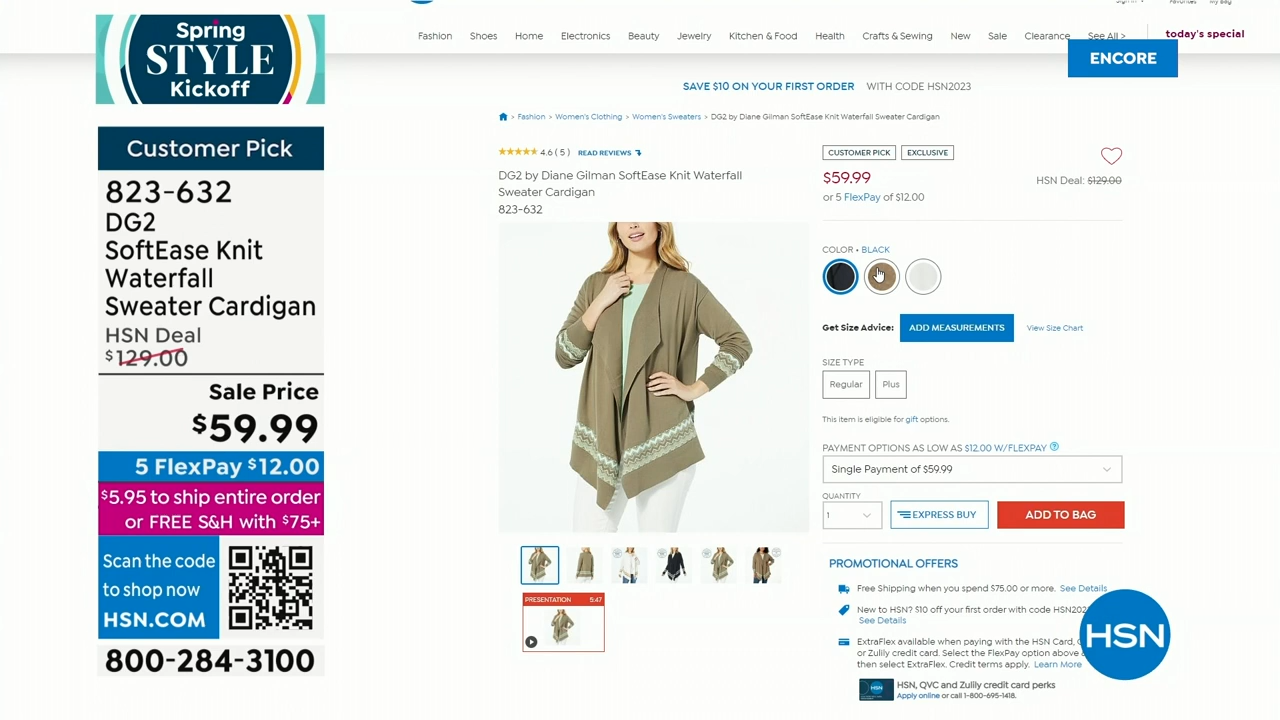 Spring
STYLE
Kickoff
Customer Pick
823-632
DG2
SoftEase Knit
Waterfall
Sweater Cardigan
HSN Deal
$129.00
Sale Price
$59.99
5 FlexPay $12.00
$5.95 to ship entire order
or FREE S&H with $75+
Scan the code
to shop now
HSN.COM
800-284-3100
Favorites
My Bag
Fashion Shoes Home Electronics Beauty Jewelry Kitchen & Food Health Crafts & Sewing New Sale Clearance See All > today's special
ENCORE
SAVE $10 ON YOUR FIRST ORDER WITH CODE HSN2023
> Fashion > Women's Clothing > Women's Sweaters > DG2 by Diane Gilman SoftEase Knit Waterfall Sweater Cardigan
4.6 ( 5 ) READ REVIEWS
DG2 by Diane Gilman SoftEase Knit Waterfall
Sweater Cardigan
823-632
PRESENTATION 5:47
CUSTOMER PICK EXCLUSIVE
$59.99
HSN Deal: $129.00
or 5 FlexPay of $12.00
COLOR • BLACK
Get Size Advice: ADD MEASUREMENTS View Size Chart
SIZE TYPE
Regular Plus
This item is eligible for gift options.
PAYMENT OPTIONS AS LOW AS $12.00 W/FLEXPAY ?
Single Payment of $59.99
QUANTITY
1 EXPRESS BUY ADD TO BAG
PROMOTIONAL OFFERS
Free Shipping when you spend $75.00 or more. See Details
New to HSN? $10 off your first order with code
See Details
ExtraFlex available when paying with the HSN Card,
or Zulily credit card. Select the FlexPay option above
then select ExtraFlex. Credit terms apply. Learn More
HSN, QVC and Zulily credit card perks
Apply online or call 1-800-695-1418.
HSN